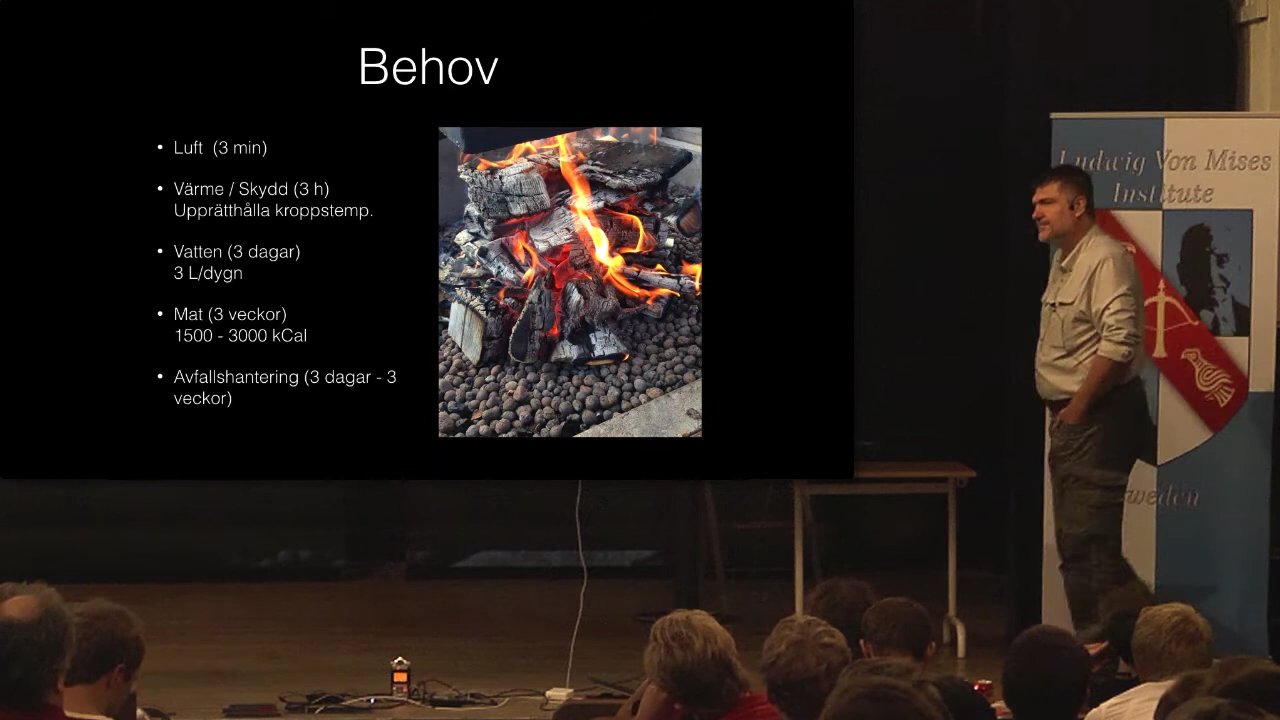 Behov
• Luft (3 min)
• Värme / Skydd (3 h)
Upprätthålla kroppstemp.
• Vatten (3 dagar)
3 L/dygn
• Mat (3 veckor)
1500 - 3000 kCal
• Avfallshantering (3 dagar - 3
veckor)
Ludwig Von Mises
Institute
weden